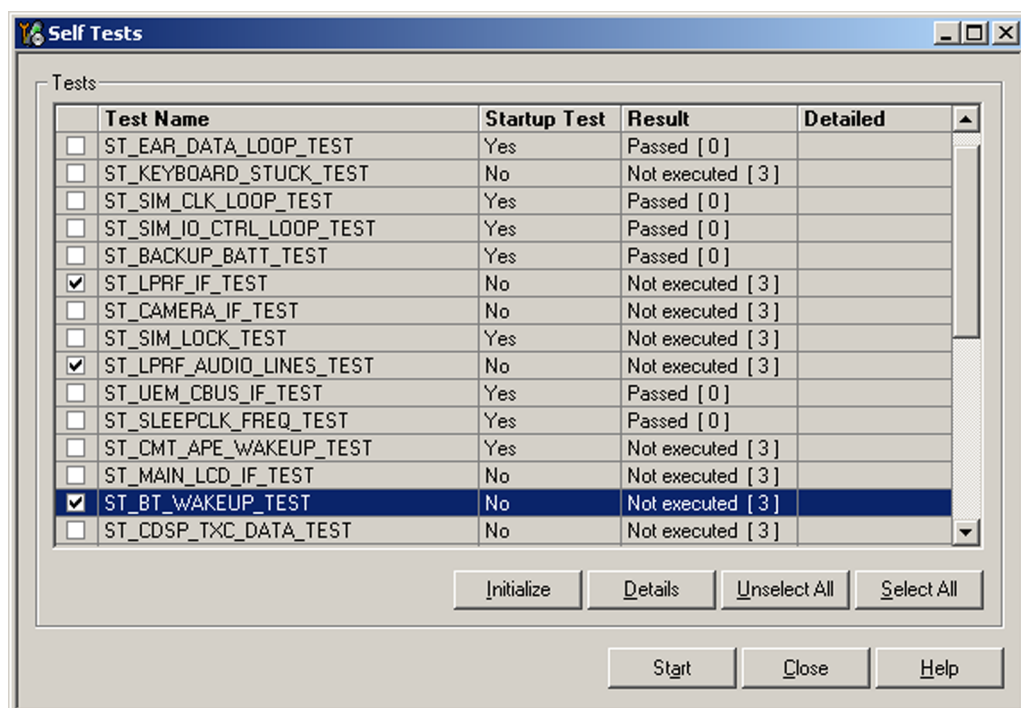 Self Tests
Tests
Test Name Startup Test Result Detailed
ST_EAR_DATA_LOOP_TEST Yes Passed [ 0 ]
ST_KEYBOARD_STUCK_TEST No Not executed [ 3 ]
ST_SIM_CLK_LOOP_TEST Yes Passed [ 0 ]
ST_SIM_IO_CTRL_LOOP_TEST Yes Passed [ 0 ]
ST_BACKUP_BATT_TEST Yes Passed [ 0 ]
ST_LPRF_IF_TEST No Not executed [ 3 ]
ST_CAMERA_IF_TEST No Not executed [ 3 ]
ST_SIM_LOCK_TEST Yes Not executed [ 3 ]
ST_LPRF_AUDIO_LINES_TEST No Not executed [ 3 ]
ST_UEM_CBUS_IF_TEST Yes Passed [ 0 ]
ST_SLEEPCLK_FREQ_TEST Yes Passed [ 0 ]
ST_CMT_APE_WAKEUP_TEST Yes Not executed [ 3 ]
ST_MAIN_LCD_IF_TEST No Not executed [ 3 ]
ST_BT_WAKEUP_TEST No Not executed [ 3 ]
ST_CDSP_TXC_DATA_TEST No Not executed [ 3 ]
Initialize Details Unselect All Select All
Start Close Help